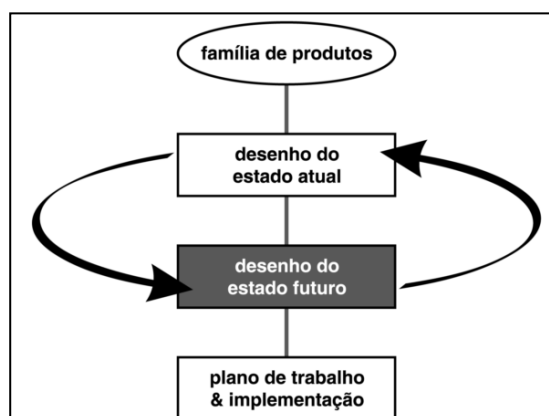 família de produtos
desenho do
estado atual
desenho do
estado futuro
plano de trabalho
& implementação